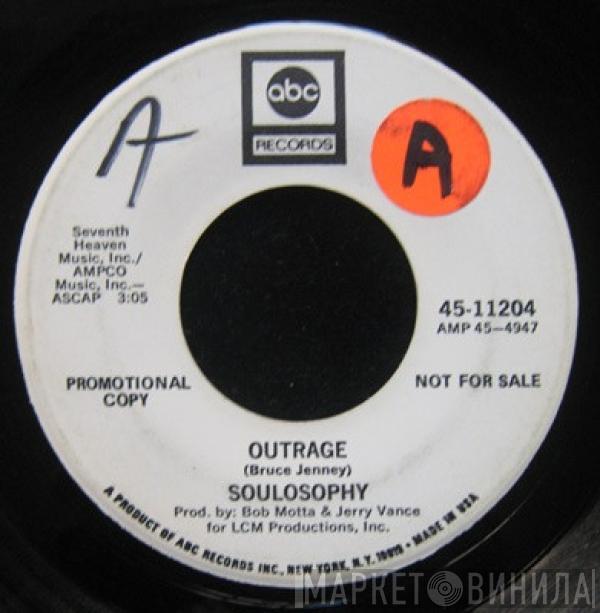 abc
RECORDS
A
A
Seventh
Heaven
Music, Inc./
AMPCO
Music, Inc.—
ASCAP 3:05
45-11204
AMP 45-4947
PROMOTIONAL
COPY
NOT FOR SALE
OUTRAGE
(Bruce Jenney)
SOULOSOPHY
Prod. by: Bob Motta & Jerry Vance
for LCM Productions, Inc.
A PRODUCT OF ABC RECORDS INC., NEW YORK, N.Y. 10019 • MADE IN USA
МАРКЕТ ВИНИЛА